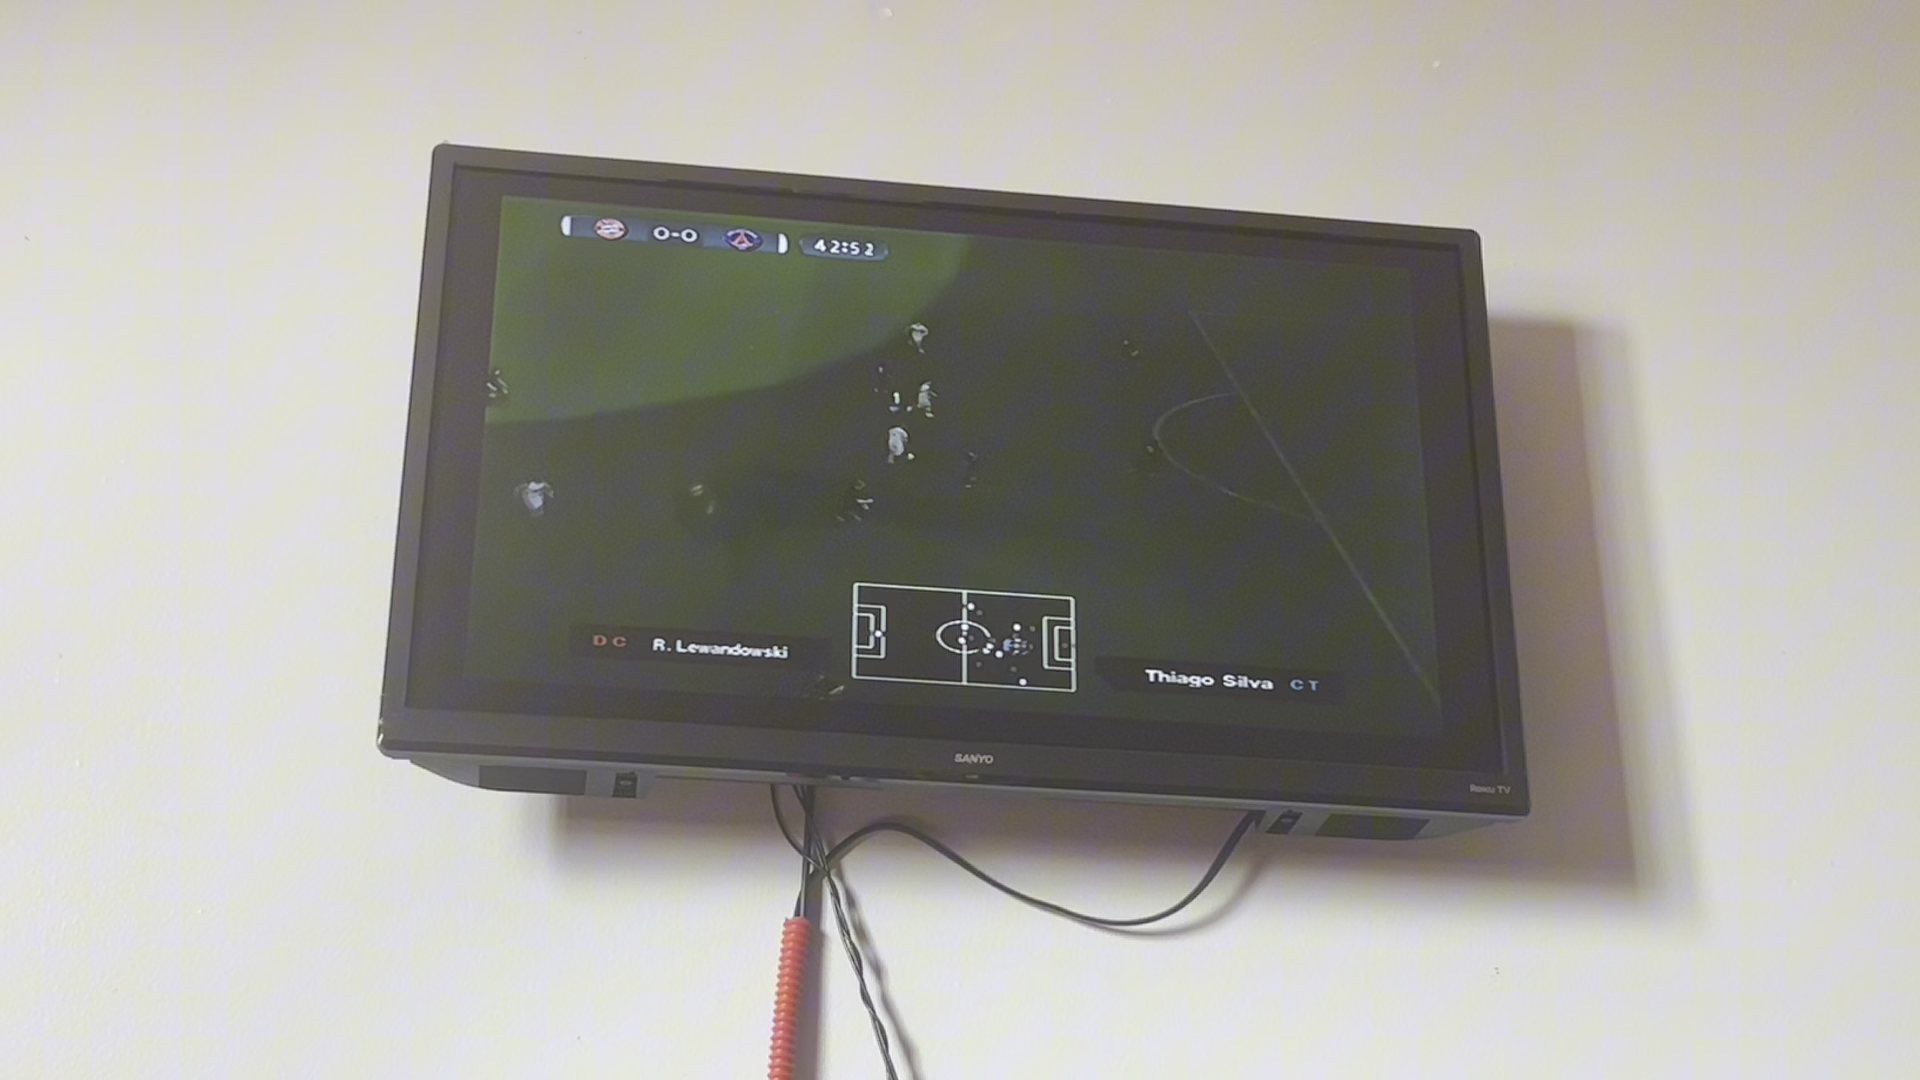 0-0 42:52
DC R. Lewandowski
Thiago Silva CT
SANYO
Roku TV